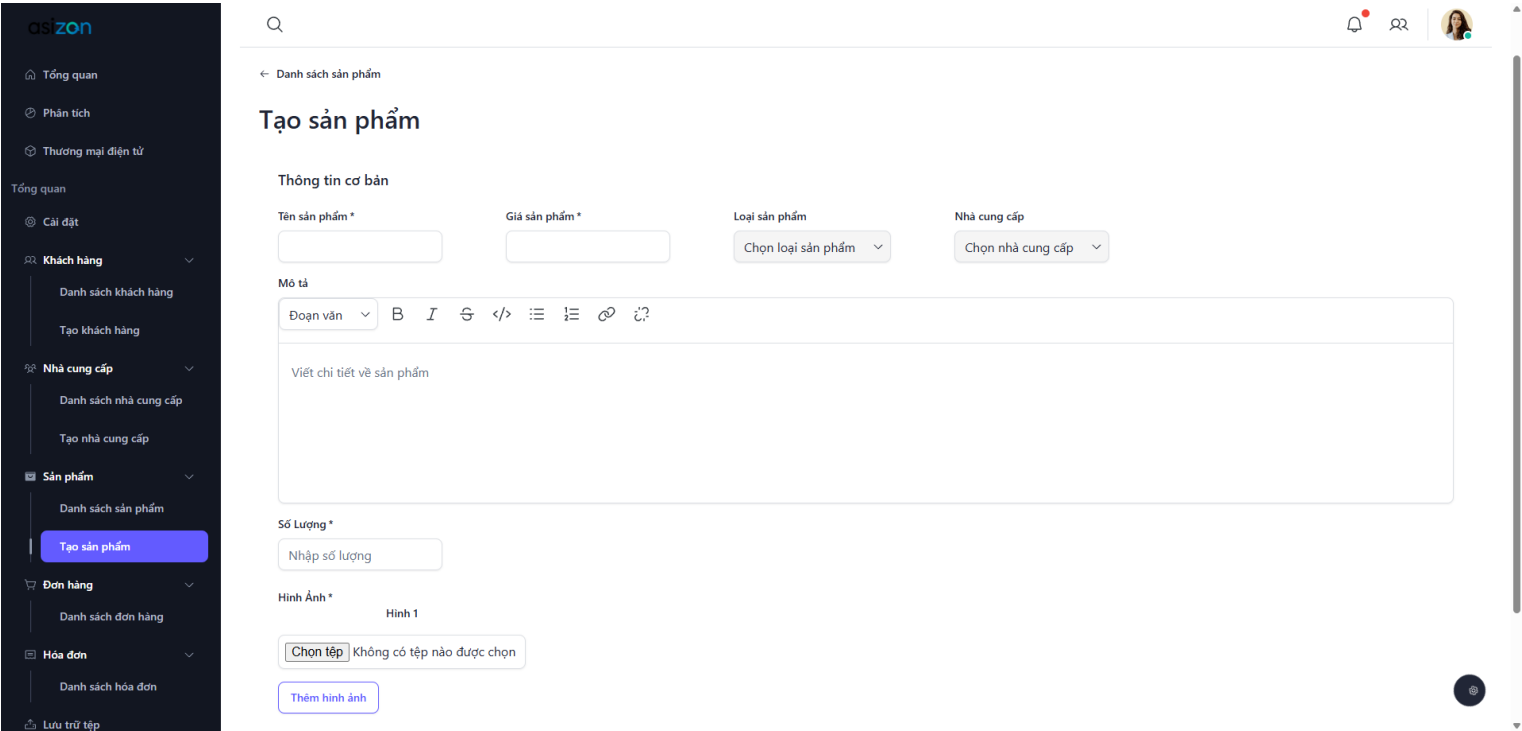 asizon
Tổng quan
Phân tích
Thương mại điện tử
Tổng quan
Cài đặt
Khách hàng
Danh sách khách hàng
Tạo khách hàng
Nhà cung cấp
Danh sách nhà cung cấp
Tạo nhà cung cấp
Sản phẩm
Danh sách sản phẩm
Tạo sản phẩm
Đơn hàng
Danh sách đơn hàng
Hóa đơn
Danh sách hóa đơn
Lưu trữ tệp
Danh sách sản phẩm
Tạo sản phẩm
Thông tin cơ bản
Tên sản phẩm * Giá sản phẩm * Loại sản phẩm Nhà cung cấp
Chọn loại sản phẩm Chọn nhà cung cấp
Mô tả
Đoạn văn
Viết chi tiết về sản phẩm
Số Lượng *
Nhập số lượng
Hình Ảnh *
Hình 1
Chọn tệp Không có tệp nào được chọn
Thêm hình ảnh